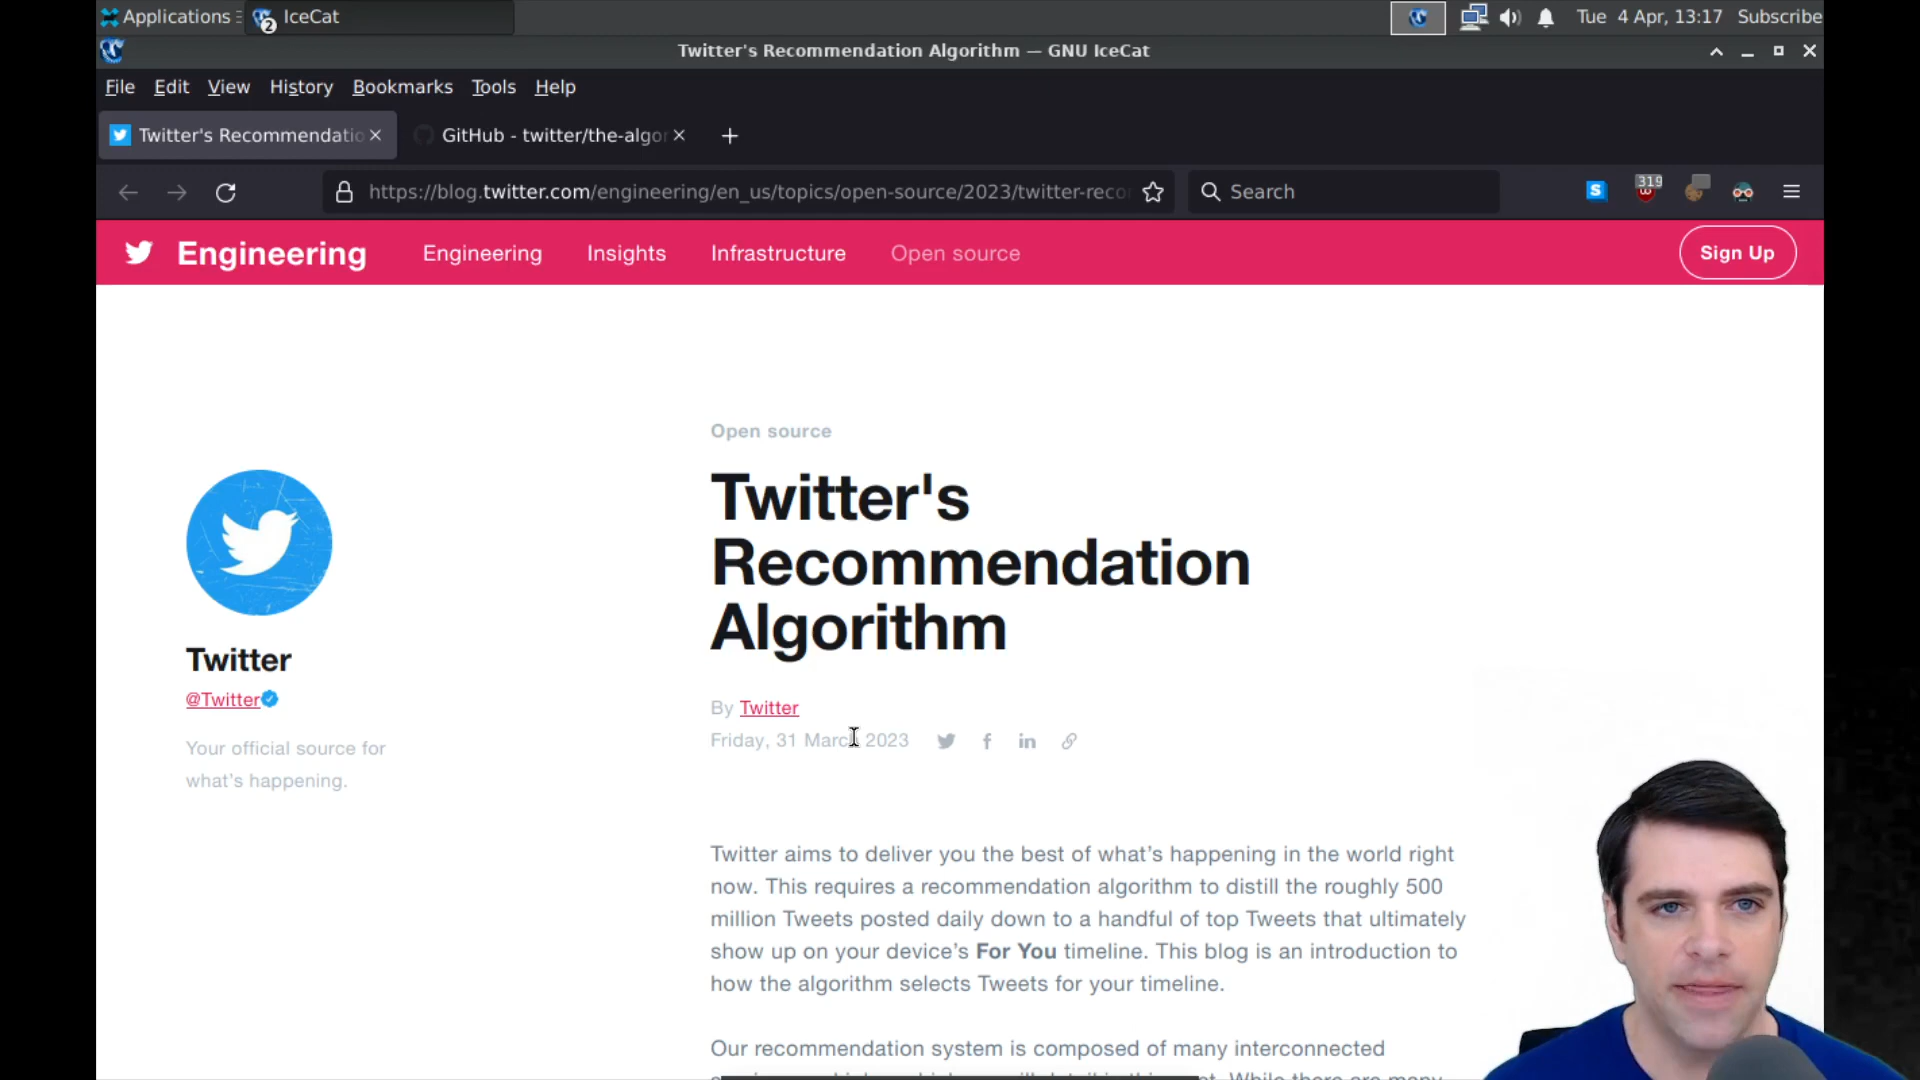 Applications
2
IceCat
Tue 4 Apr, 13:17
Subscribe
Twitter's Recommendation Algorithm — GNU IceCat
File Edit View History Bookmarks Tools Help
Twitter's Recommendatio
GitHub - twitter/the-algor
https://blog.twitter.com/engineering/en_us/topics/open-source/2023/twitter-reco
Search
S
319
Engineering
Engineering Insights Infrastructure Open source
Sign Up
Open source
Twitter's
Recommendation
Algorithm
By Twitter
Friday, 31 March 2023
Twitter
@Twitter
Your official source for
what's happening.
Twitter aims to deliver you the best of what's happening in the world right
now. This requires a recommendation algorithm to distill the roughly 500
million Tweets posted daily down to a handful of top Tweets that ultimately
show up on your device's For You timeline. This blog is an introduction to
how the algorithm selects Tweets for your timeline.
Our recommendation system is composed of many interconnected